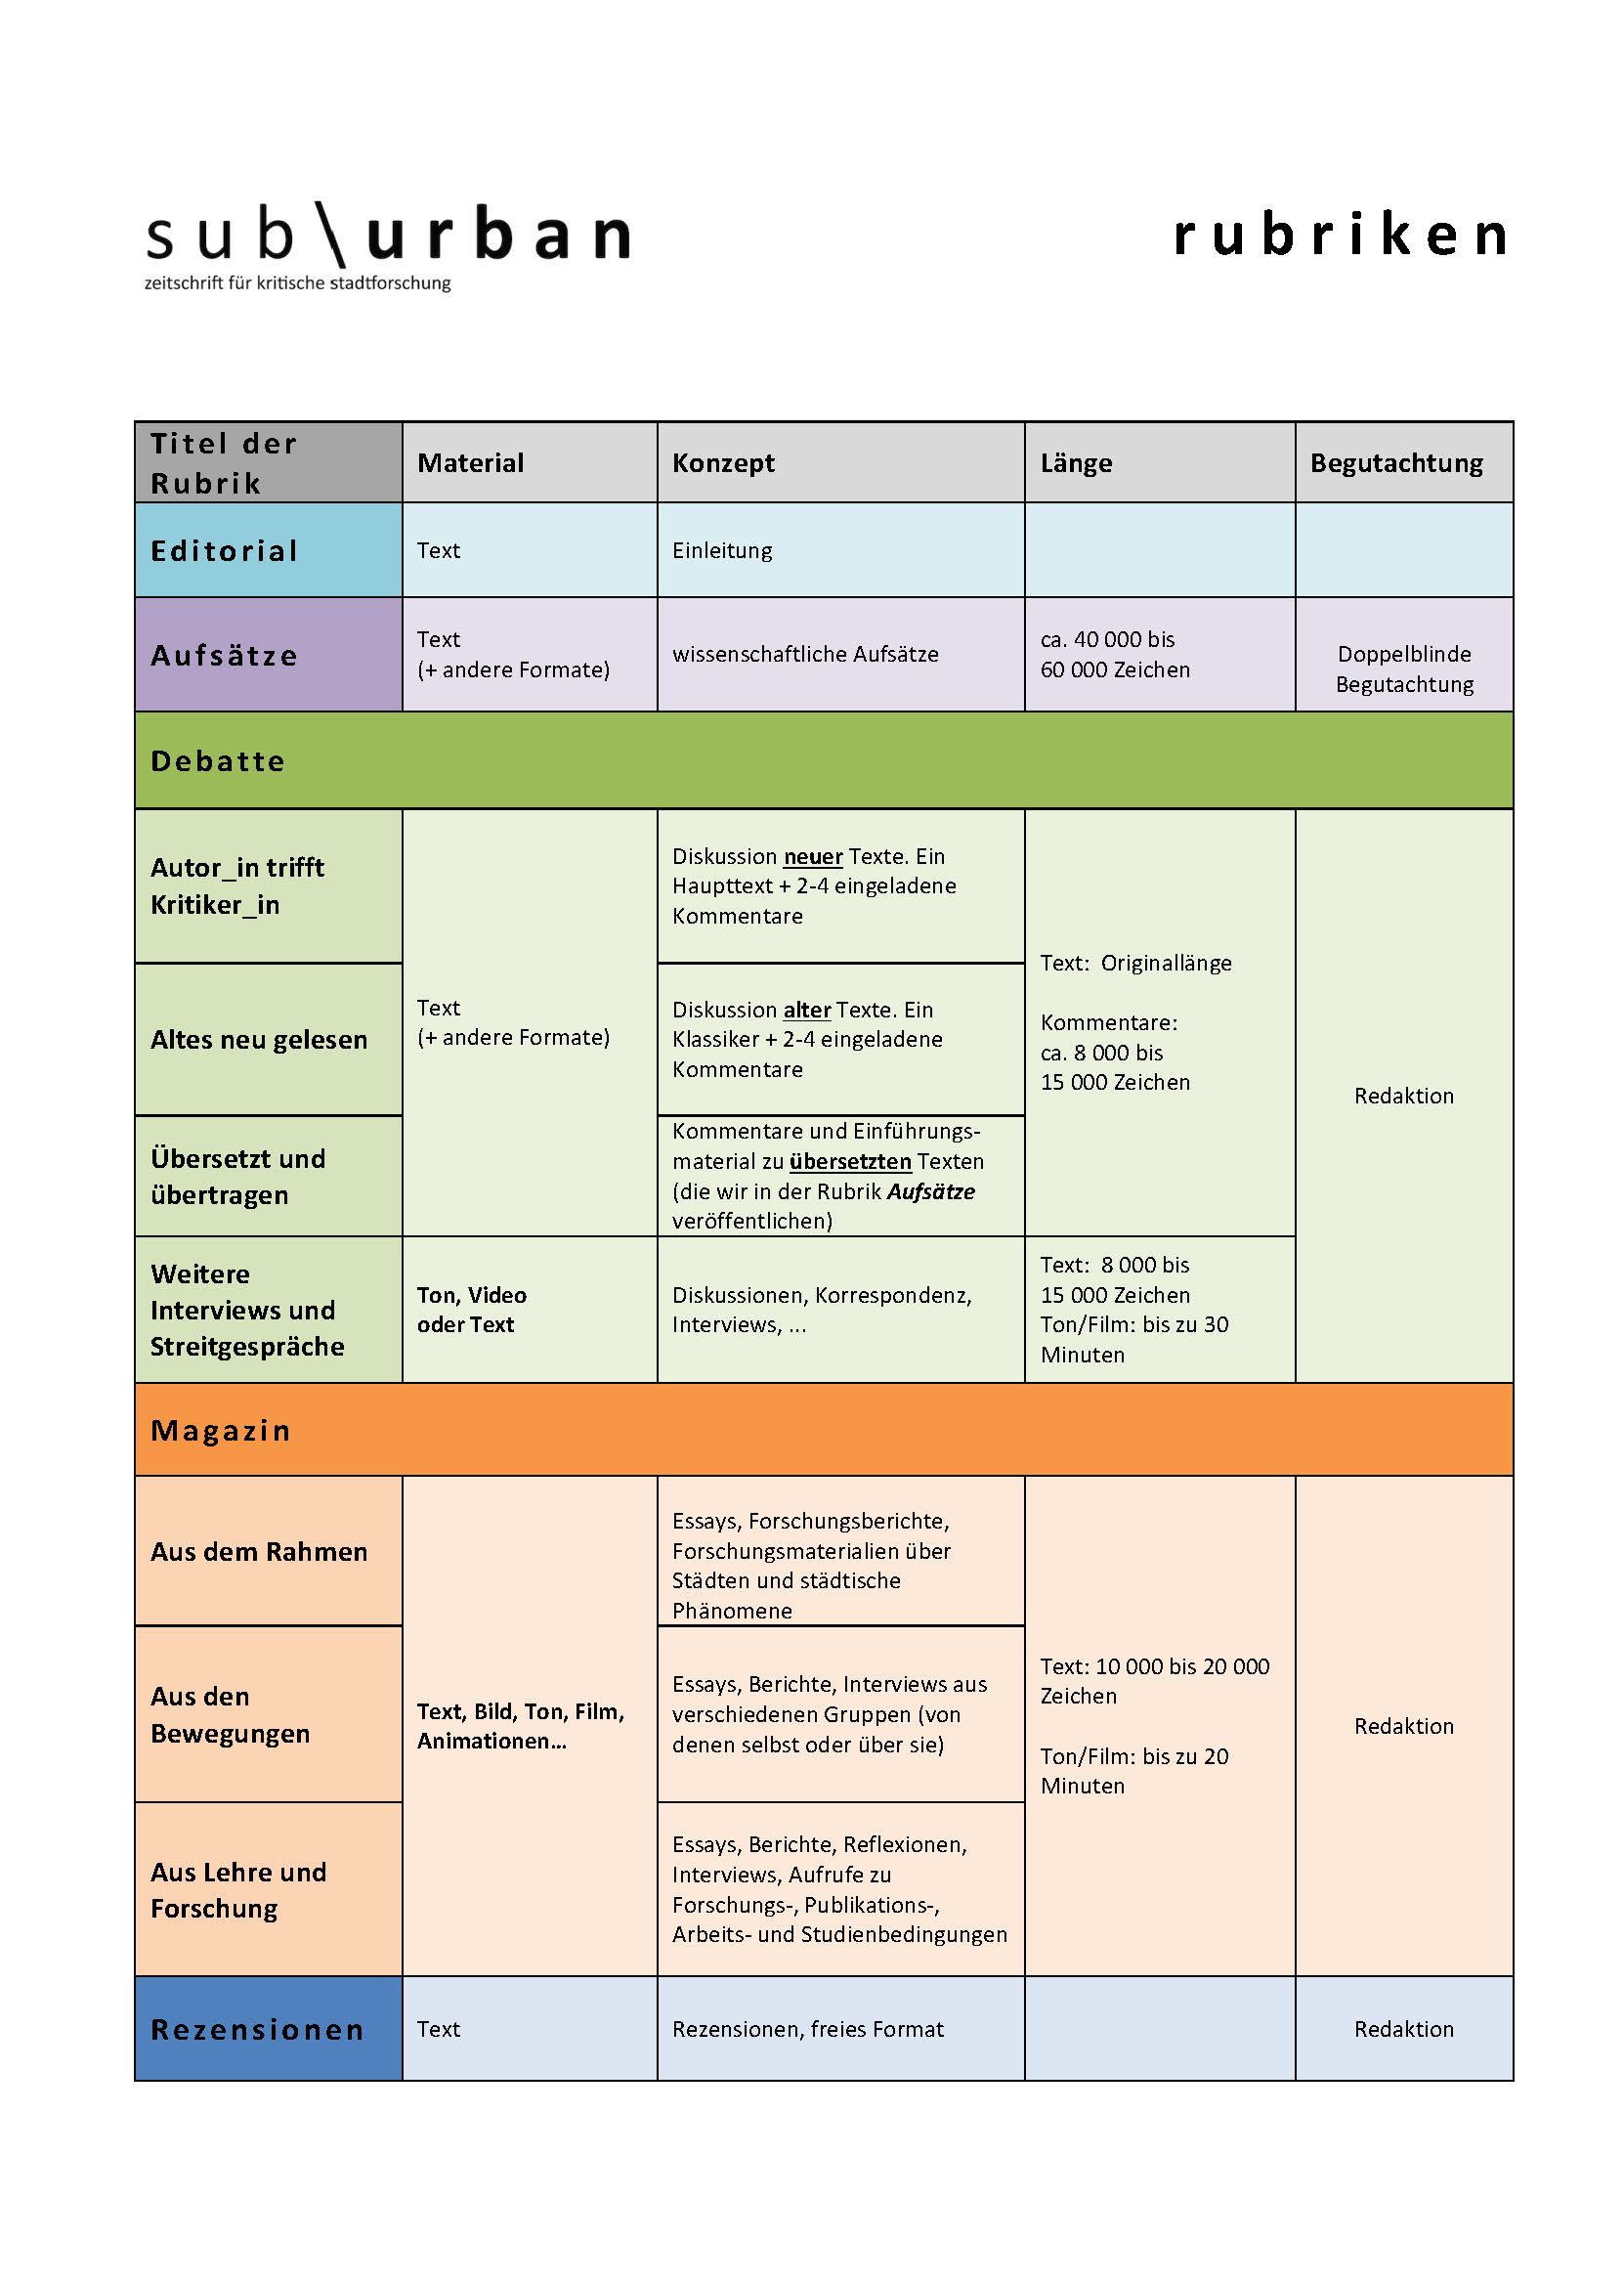 sub\urban
zeitschrift für kritische stadtforschung
rubriken
Titel der
Rubrik
Material
Konzept
Länge
Begutachtung
Editorial
Text
Einleitung
Aufsätze
Text
(+ andere Formate)
wissenschaftliche Aufsätze
ca. 40 000 bis
60 000 Zeichen
Doppelblinde
Begutachtung
Debatte
Autor_in trifft
Kritiker_in
Text
(+ andere Formate)
Diskussion neuer Texte. Ein
Haupttext + 2-4 eingeladene
Kommentare
Text:  Originallänge
Kommentare:
ca. 8 000 bis
15 000 Zeichen
Redaktion
Altes neu gelesen
Diskussion alter Texte. Ein
Klassiker + 2-4 eingeladene
Kommentare
Übersetzt und
übertragen
Kommentare und Einführungs-
material zu übersetzten Texten
(die wir in der Rubrik Aufsätze
veröffentlichen)
Weitere
Interviews und
Streitgespräche
Ton, Video
oder Text
Diskussionen, Korrespondenz,
Interviews, ...
Text:  8 000 bis
15 000 Zeichen
Ton/Film: bis zu 30
Minuten
Magazin
Aus dem Rahmen
Text, Bild, Ton, Film,
Animationen...
Essays, Forschungsberichte,
Forschungsmaterialien über
Städten und städtische
Phänomene
Text: 10 000 bis 20 000
Zeichen
Ton/Film: bis zu 20
Minuten
Redaktion
Aus den
Bewegungen
Essays, Berichte, Interviews aus
verschiedenen Gruppen (von
denen selbst oder über sie)
Aus Lehre und
Forschung
Essays, Berichte, Reflexionen,
Interviews, Aufrufe zu
Forschungs-, Publikations-,
Arbeits- und Studienbedingungen
Rezensionen
Text
Rezensionen, freies Format
Redaktion